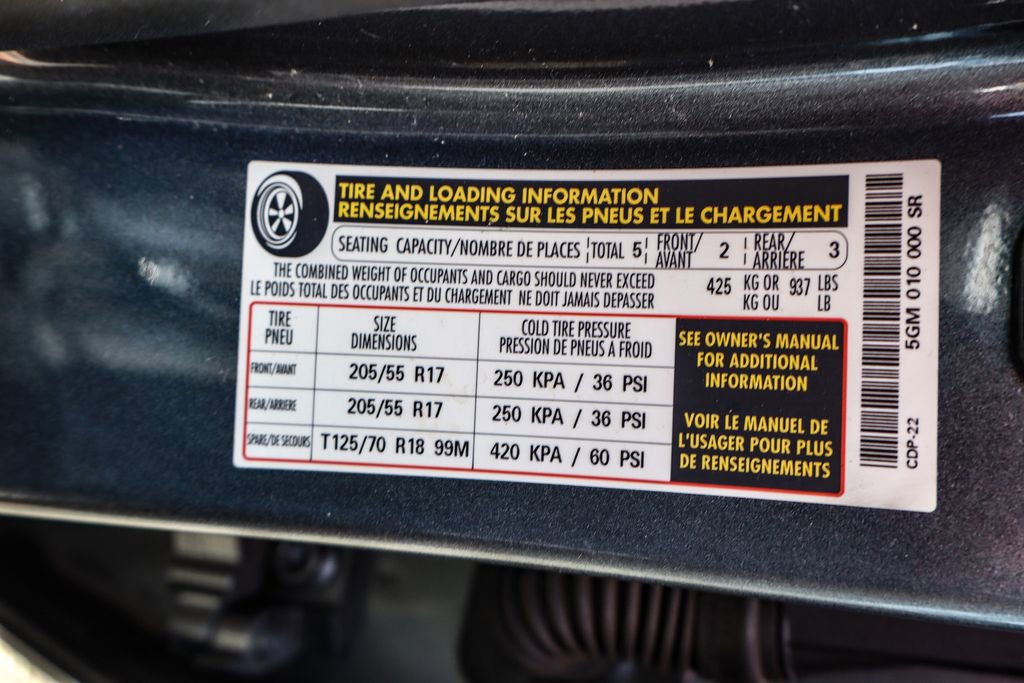 TIRE AND LOADING INFORMATION
RENSEIGNEMENTS SUR LES PNEUS ET LE CHARGEMENT
SEATING CAPACITY/NOMBRE DE PLACES TOTAL 5 FRONT/AVANT 2 REAR/ARRIERE 3
THE COMBINED WEIGHT OF OCCUPANTS AND CARGO SHOULD NEVER EXCEED 425 KG OR 937 LBS
LE POIDS TOTAL DES OCCUPANTS ET DU CHARGEMENT NE DOIT JAMAIS DEPASSER KG OU LB
TIRE PNEU
SIZE DIMENSIONS
COLD TIRE PRESSURE
PRESSION DE PNEUS A FROID
FRONT/AVANT 205/55 R17 250 KPA / 36 PSI
REAR/ARRIERE 205/55 R17 250 KPA / 36 PSI
SPARE/DE SECOURS T125/70 R18 99M 420 KPA / 60 PSI
SEE OWNER'S MANUAL
FOR ADDITIONAL
INFORMATION
VOIR LE MANUEL DE
L'USAGER POUR PLUS
DE RENSEIGNEMENTS
5GM 010 000 SR
CDP-22